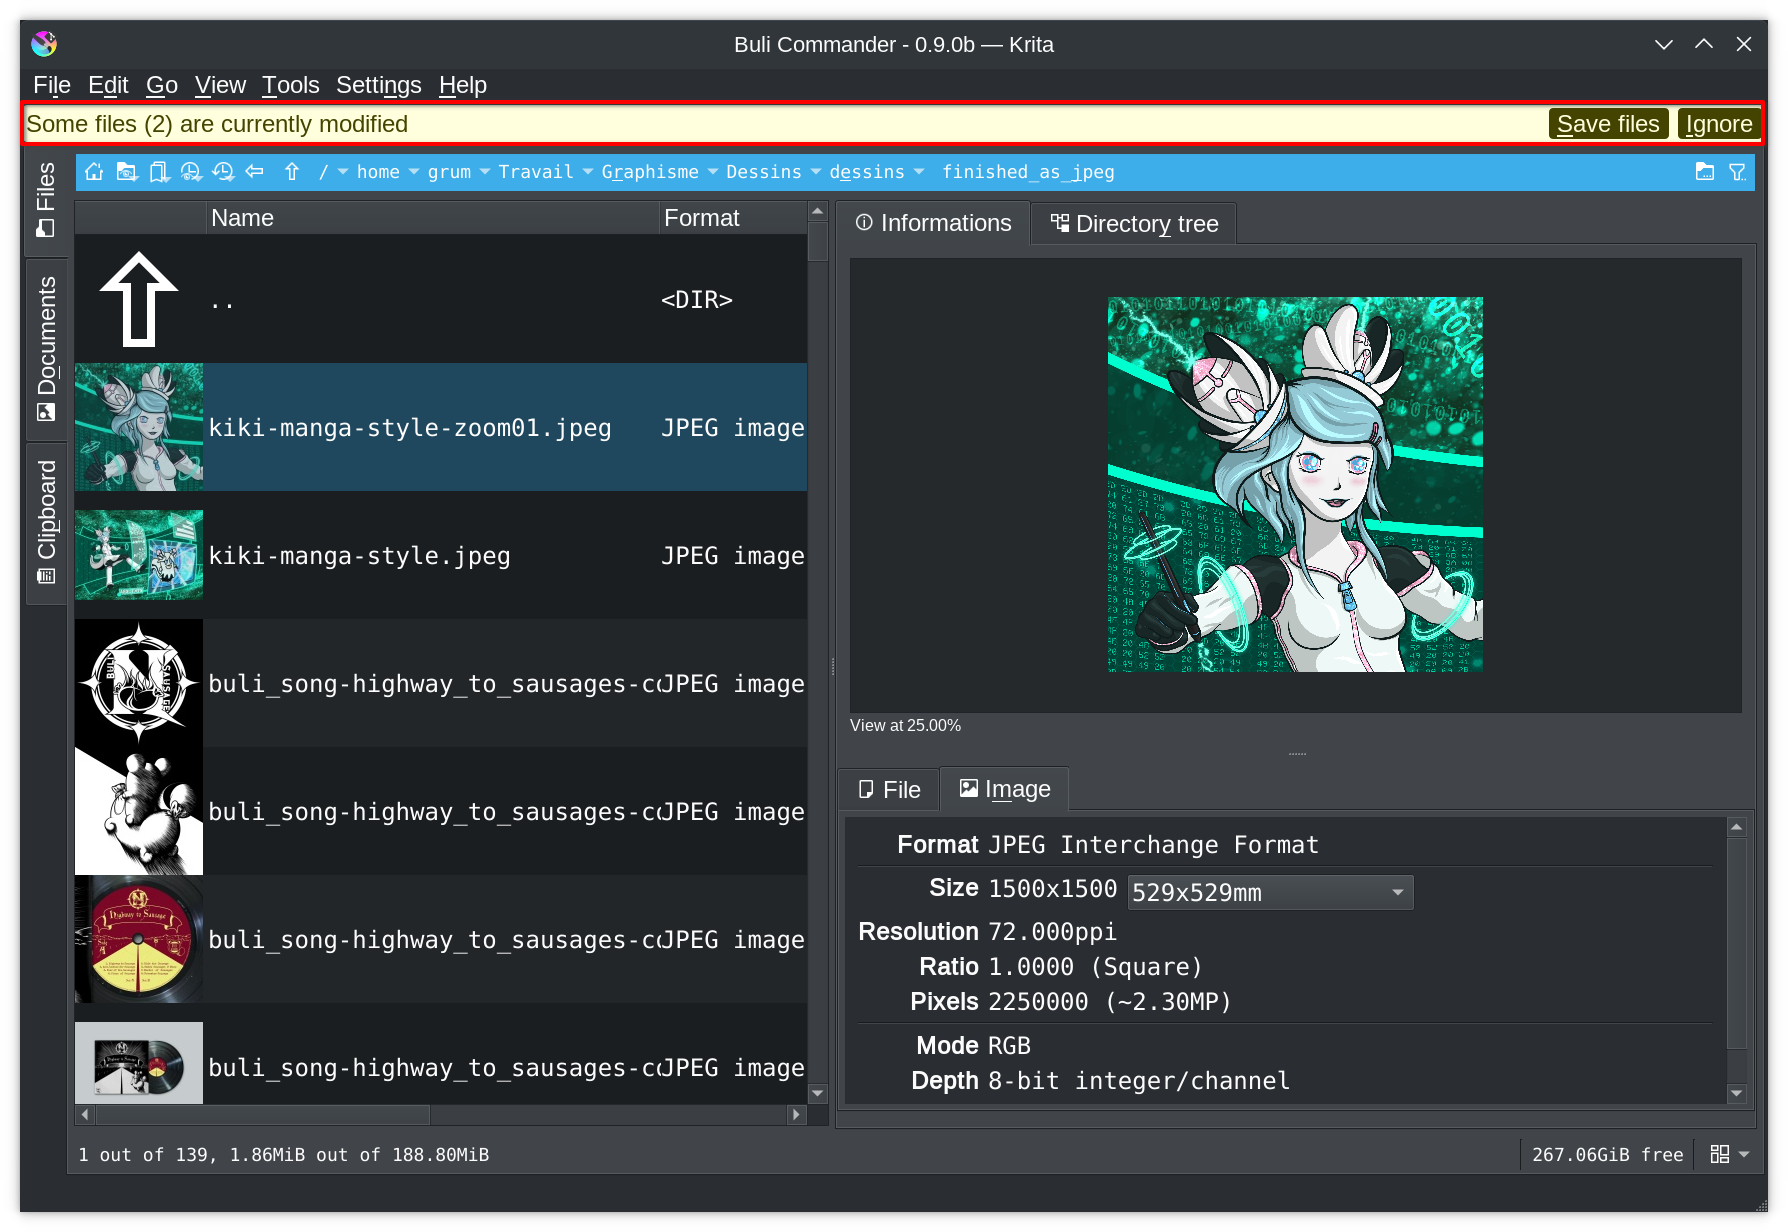 Buli Commander - 0.9.0b — Krita
File Edit Go View Tools Settings Help
Some files (2) are currently modified Save files Ignore
Files
Documents
Clipboard
/ home grum Travail Graphisme Dessins dessins finished_as_jpeg
Name Format
.. <DIR>
kiki-manga-style-zoom01.jpeg JPEG image
kiki-manga-style.jpeg JPEG image
buli_song-highway_to_sausages-co JPEG image
buli_song-highway_to_sausages-co JPEG image
buli_song-highway_to_sausages-co JPEG image
buli_song-highway_to_sausages-co JPEG image
Informations Directory tree
View at 25.00%
File Image
Format JPEG Interchange Format
Size 1500x1500 529x529mm
Resolution 72.000ppi
Ratio 1.0000 (Square)
Pixels 2250000 (~2.30MP)
Mode RGB
Depth 8-bit integer/channel
1 out of 139, 1.86MiB out of 188.80MiB
267.06GiB free